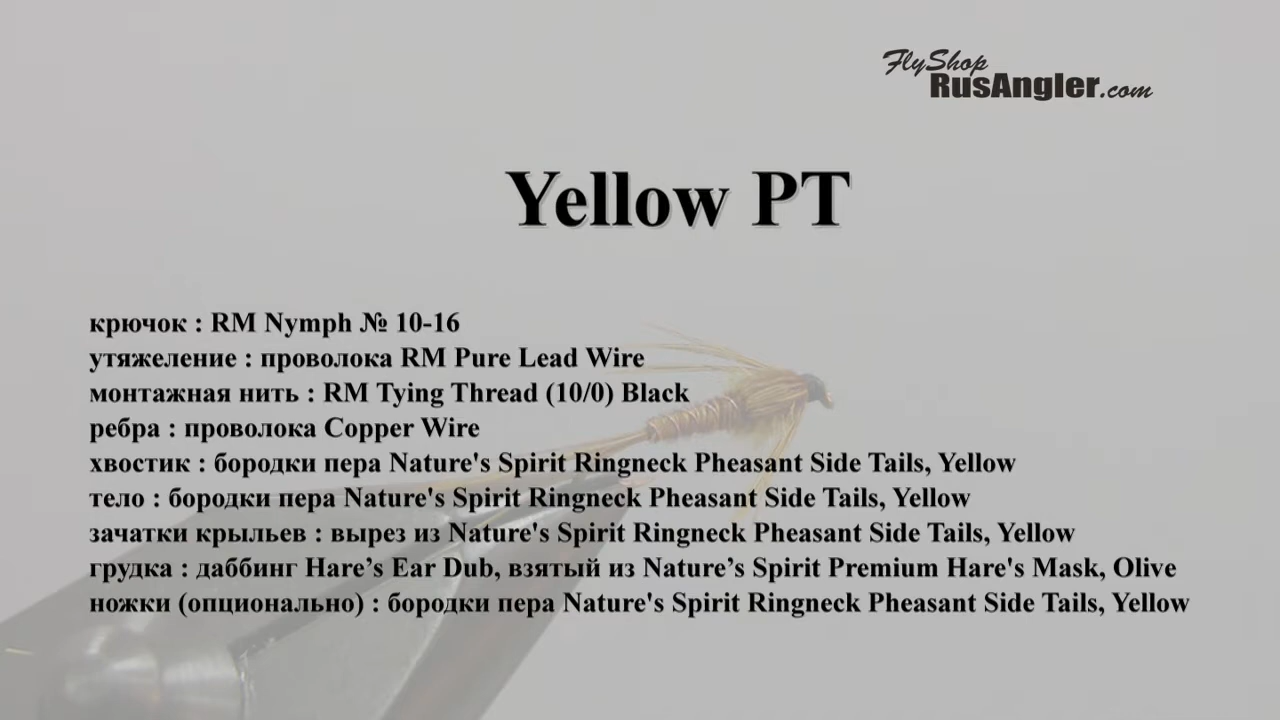 FlyShop
RusAngler.com
Yellow PT
крючок : RM Nymph № 10-16
утяжеление : проволока RM Pure Lead Wire
монтажная нить : RM Tying Thread (10/0) Black
ребра : проволока Copper Wire
хвостик : бородки пера Nature's Spirit Ringneck Pheasant Side Tails, Yellow
тело : бородки пера Nature's Spirit Ringneck Pheasant Side Tails, Yellow
зачатки крыльев : вырез из Nature's Spirit Ringneck Pheasant Side Tails, Yellow
грудка : даббинг Hare’s Ear Dub, взятый из Nature’s Spirit Premium Hare's Mask, Olive
ножки (опционально) : бородки пера Nature's Spirit Ringneck Pheasant Side Tails, Yellow